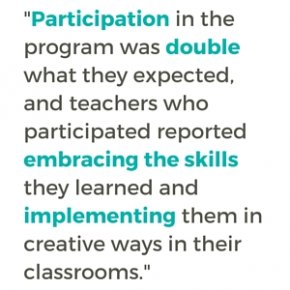 "Participation in the
program was double
what they expected,
and teachers who
participated reported
embracing the skills
they learned and
implementing them in
creative ways in their
classrooms."